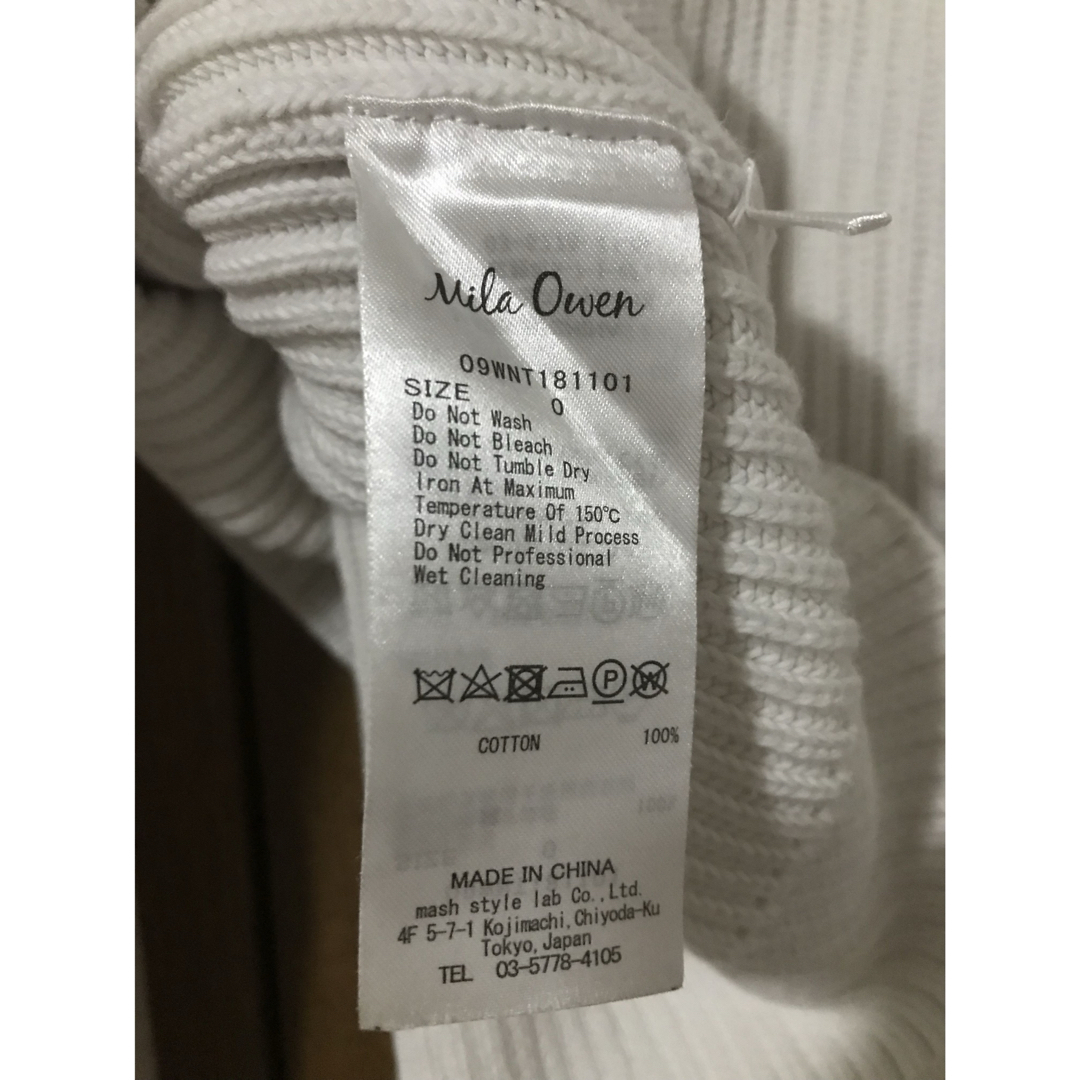 Mila Owen
09WNT181101
SIZE 0
Do Not Wash
Do Not Bleach
Do Not Tumble Dry
Iron At Maximum
Temperature Of 150℃
Dry Clean Mild Process
Do Not Professional
Wet Cleaning
P W
COTTON 100%
MADE IN CHINA
mash style lab Co.,Ltd.
4F 5-7-1 Kojimachi,Chiyoda-Ku
Tokyo,Japan
TEL 03-5778-4105